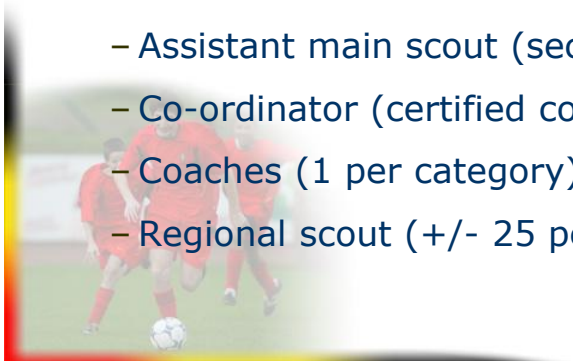 – Assistant main scout (sec
– Co-ordinator (certified co
– Coaches (1 per category)
– Regional scout (+/- 25 pe